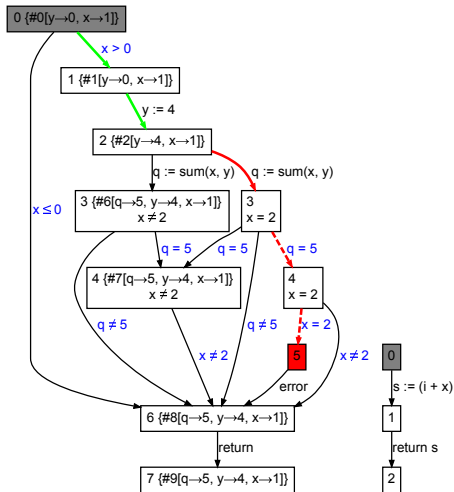 0 {#0[y→0, x→1]}
x > 0
1 {#1[y→0, x→1]}
y := 4
2 {#2[y→4, x→1]}
q := sum(x, y) q := sum(x, y)
3 {#6[q→5, y→4, x→1]}
x ≠ 2
3
x = 2
x ≤ 0
q = 5 q = 5 q = 5
4 {#7[q→5, y→4, x→1]}
x ≠ 2
4
x = 2
q ≠ 5 q ≠ 5 x = 2
x ≠ 2 x ≠ 2
5
0
error
s := (i + x)
6 {#8[q→5, y→4, x→1]}
1
return
return s
7 {#9[q→5, y→4, x→1]}
2